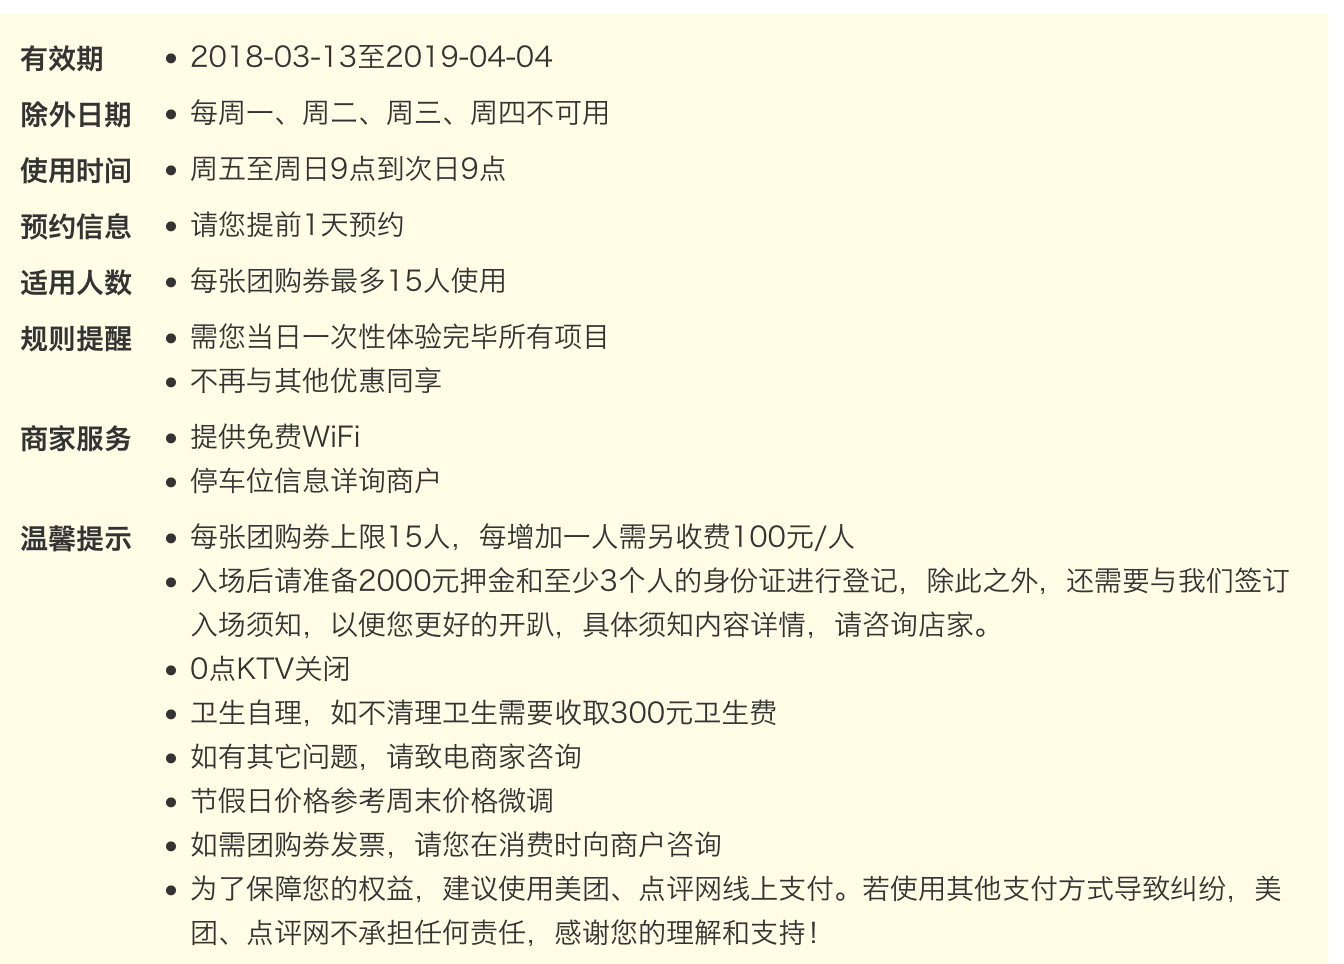 有效期
2018-03-13至2019-04-04
除外日期
每周一、周二、周三、周四不可用
使用时间
周五至周日9点到次日9点
预约信息
请您提前1天预约
适用人数
每张团购券最多15人使用
规则提醒
需您当日一次性体验完毕所有项目
不再与其他优惠同享
商家服务
提供免费WiFi
停车位信息详询商户
温馨提示
每张团购券上限15人，每增加一人需另收费100元/人
入场后请准备2000元押金和至少3个人的身份证进行登记，除此之外，还需要与我们签订
入场须知，以便您更好的开趴，具体须知内容详情，请咨询店家。
0点KTV关闭
卫生自理，如不清理卫生需要收取300元卫生费
如有其它问题，请致电商家咨询
节假日价格参考周末价格微调
如需团购券发票，请您在消费时向商户咨询
为了保障您的权益，建议使用美团、点评网线上支付。若使用其他支付方式导致纠纷，美
团、点评网不承担任何责任，感谢您的理解和支持！